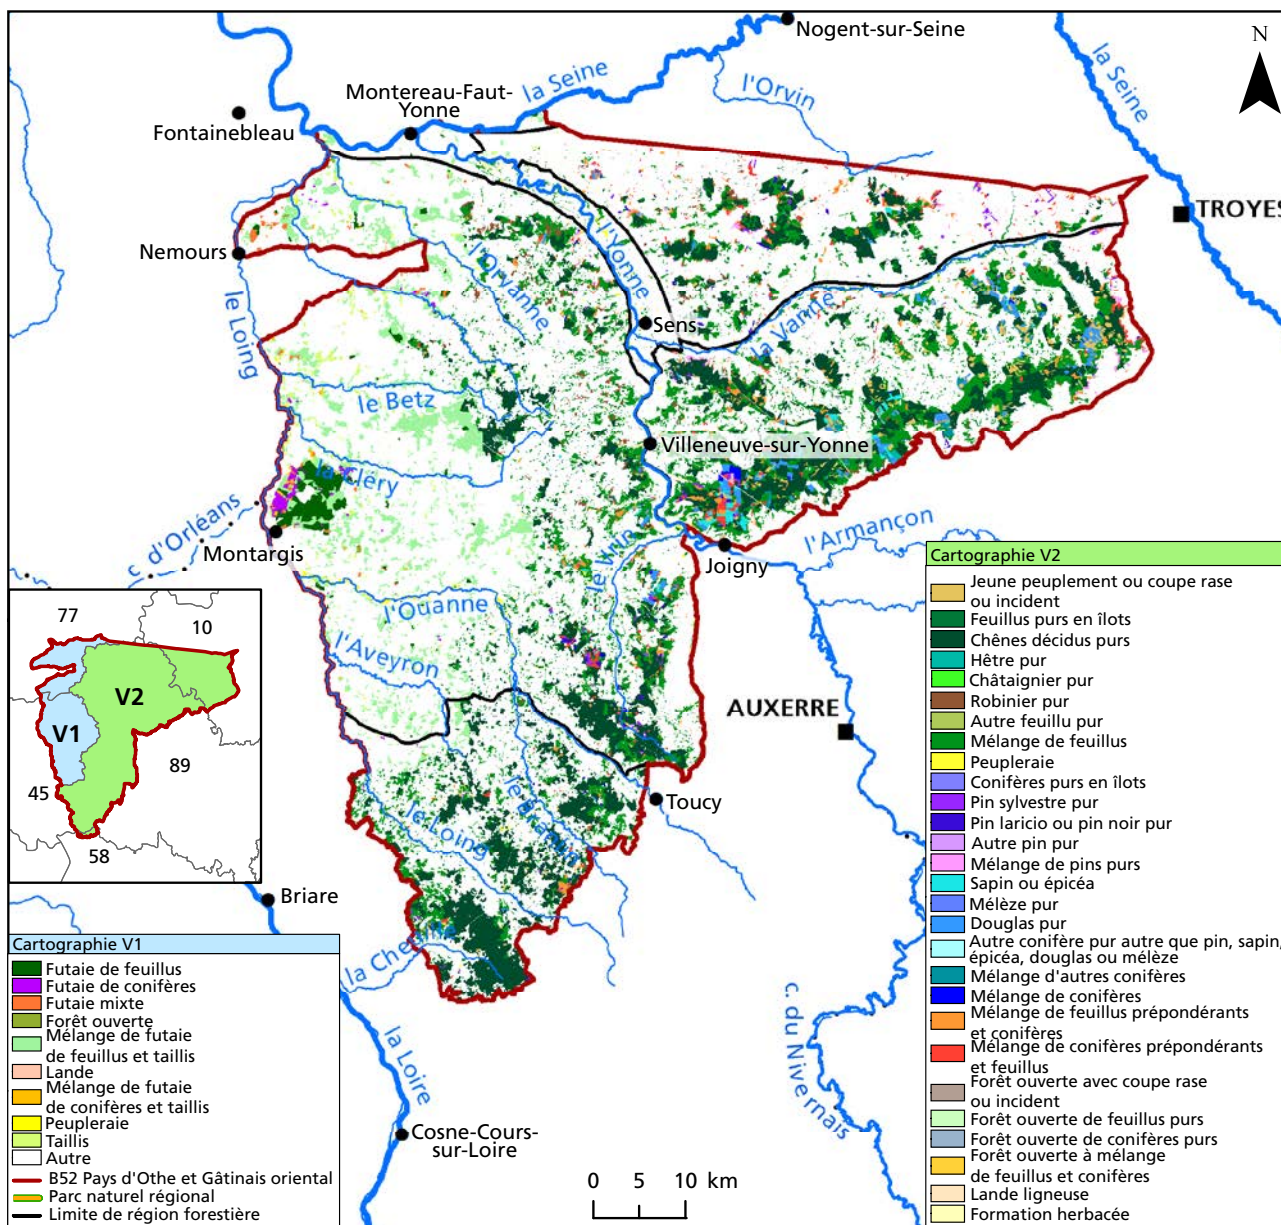 Nogent-sur-Seine
N
la Seine
l'Orvin
la Seine
Montereau-Faut-
Yonne
Fontainebleau
TROYES
Nemours
l'Orvanne
l'Yonne
le Loing
Sens
la Vanne
le Betz
Villeneuve-sur-Yonne
la Cléry
c. d'Orléans
Montargis
l'Armançon
Joigny
le Vrin
l'Ouanne
l'Aveyron
AUXERRE
Toucy
le Loing
le Branlin
Briare
la Cheuille
la Loire
c. du Nivernais
Cosne-Cours-
sur-Loire
77
10
V2
V1
89
45
58
Cartographie V1
Futaie de feuillus
Futaie de conifères
Futaie mixte
Forêt ouverte
Mélange de futaie
de feuillus et taillis
Lande
Mélange de futaie
de conifères et taillis
Peupleraie
Taillis
Autre
B52 Pays d'Othe et Gâtinais oriental
Parc naturel régional
Limite de région forestière
0 5 10 km
Cartographie V2
Jeune peuplement ou coupe rase
ou incident
Feuillus purs en îlots
Chênes décidus purs
Hêtre pur
Châtaignier pur
Robinier pur
Autre feuillu pur
Mélange de feuillus
Peupleraie
Conifères purs en îlots
Pin sylvestre pur
Pin laricio ou pin noir pur
Autre pin pur
Mélange de pins purs
Sapin ou épicéa
Mélèze pur
Douglas pur
Autre conifère pur autre que pin, sapin,
épicéa, douglas ou mélèze
Mélange d'autres conifères
Mélange de conifères
Mélange de feuillus prépondérants
et conifères
Mélange de conifères prépondérants
et feuillus
Forêt ouverte avec coupe rase
ou incident
Forêt ouverte de feuillus purs
Forêt ouverte de conifères purs
Forêt ouverte à mélange
de feuillus et conifères
Lande ligneuse
Formation herbacée